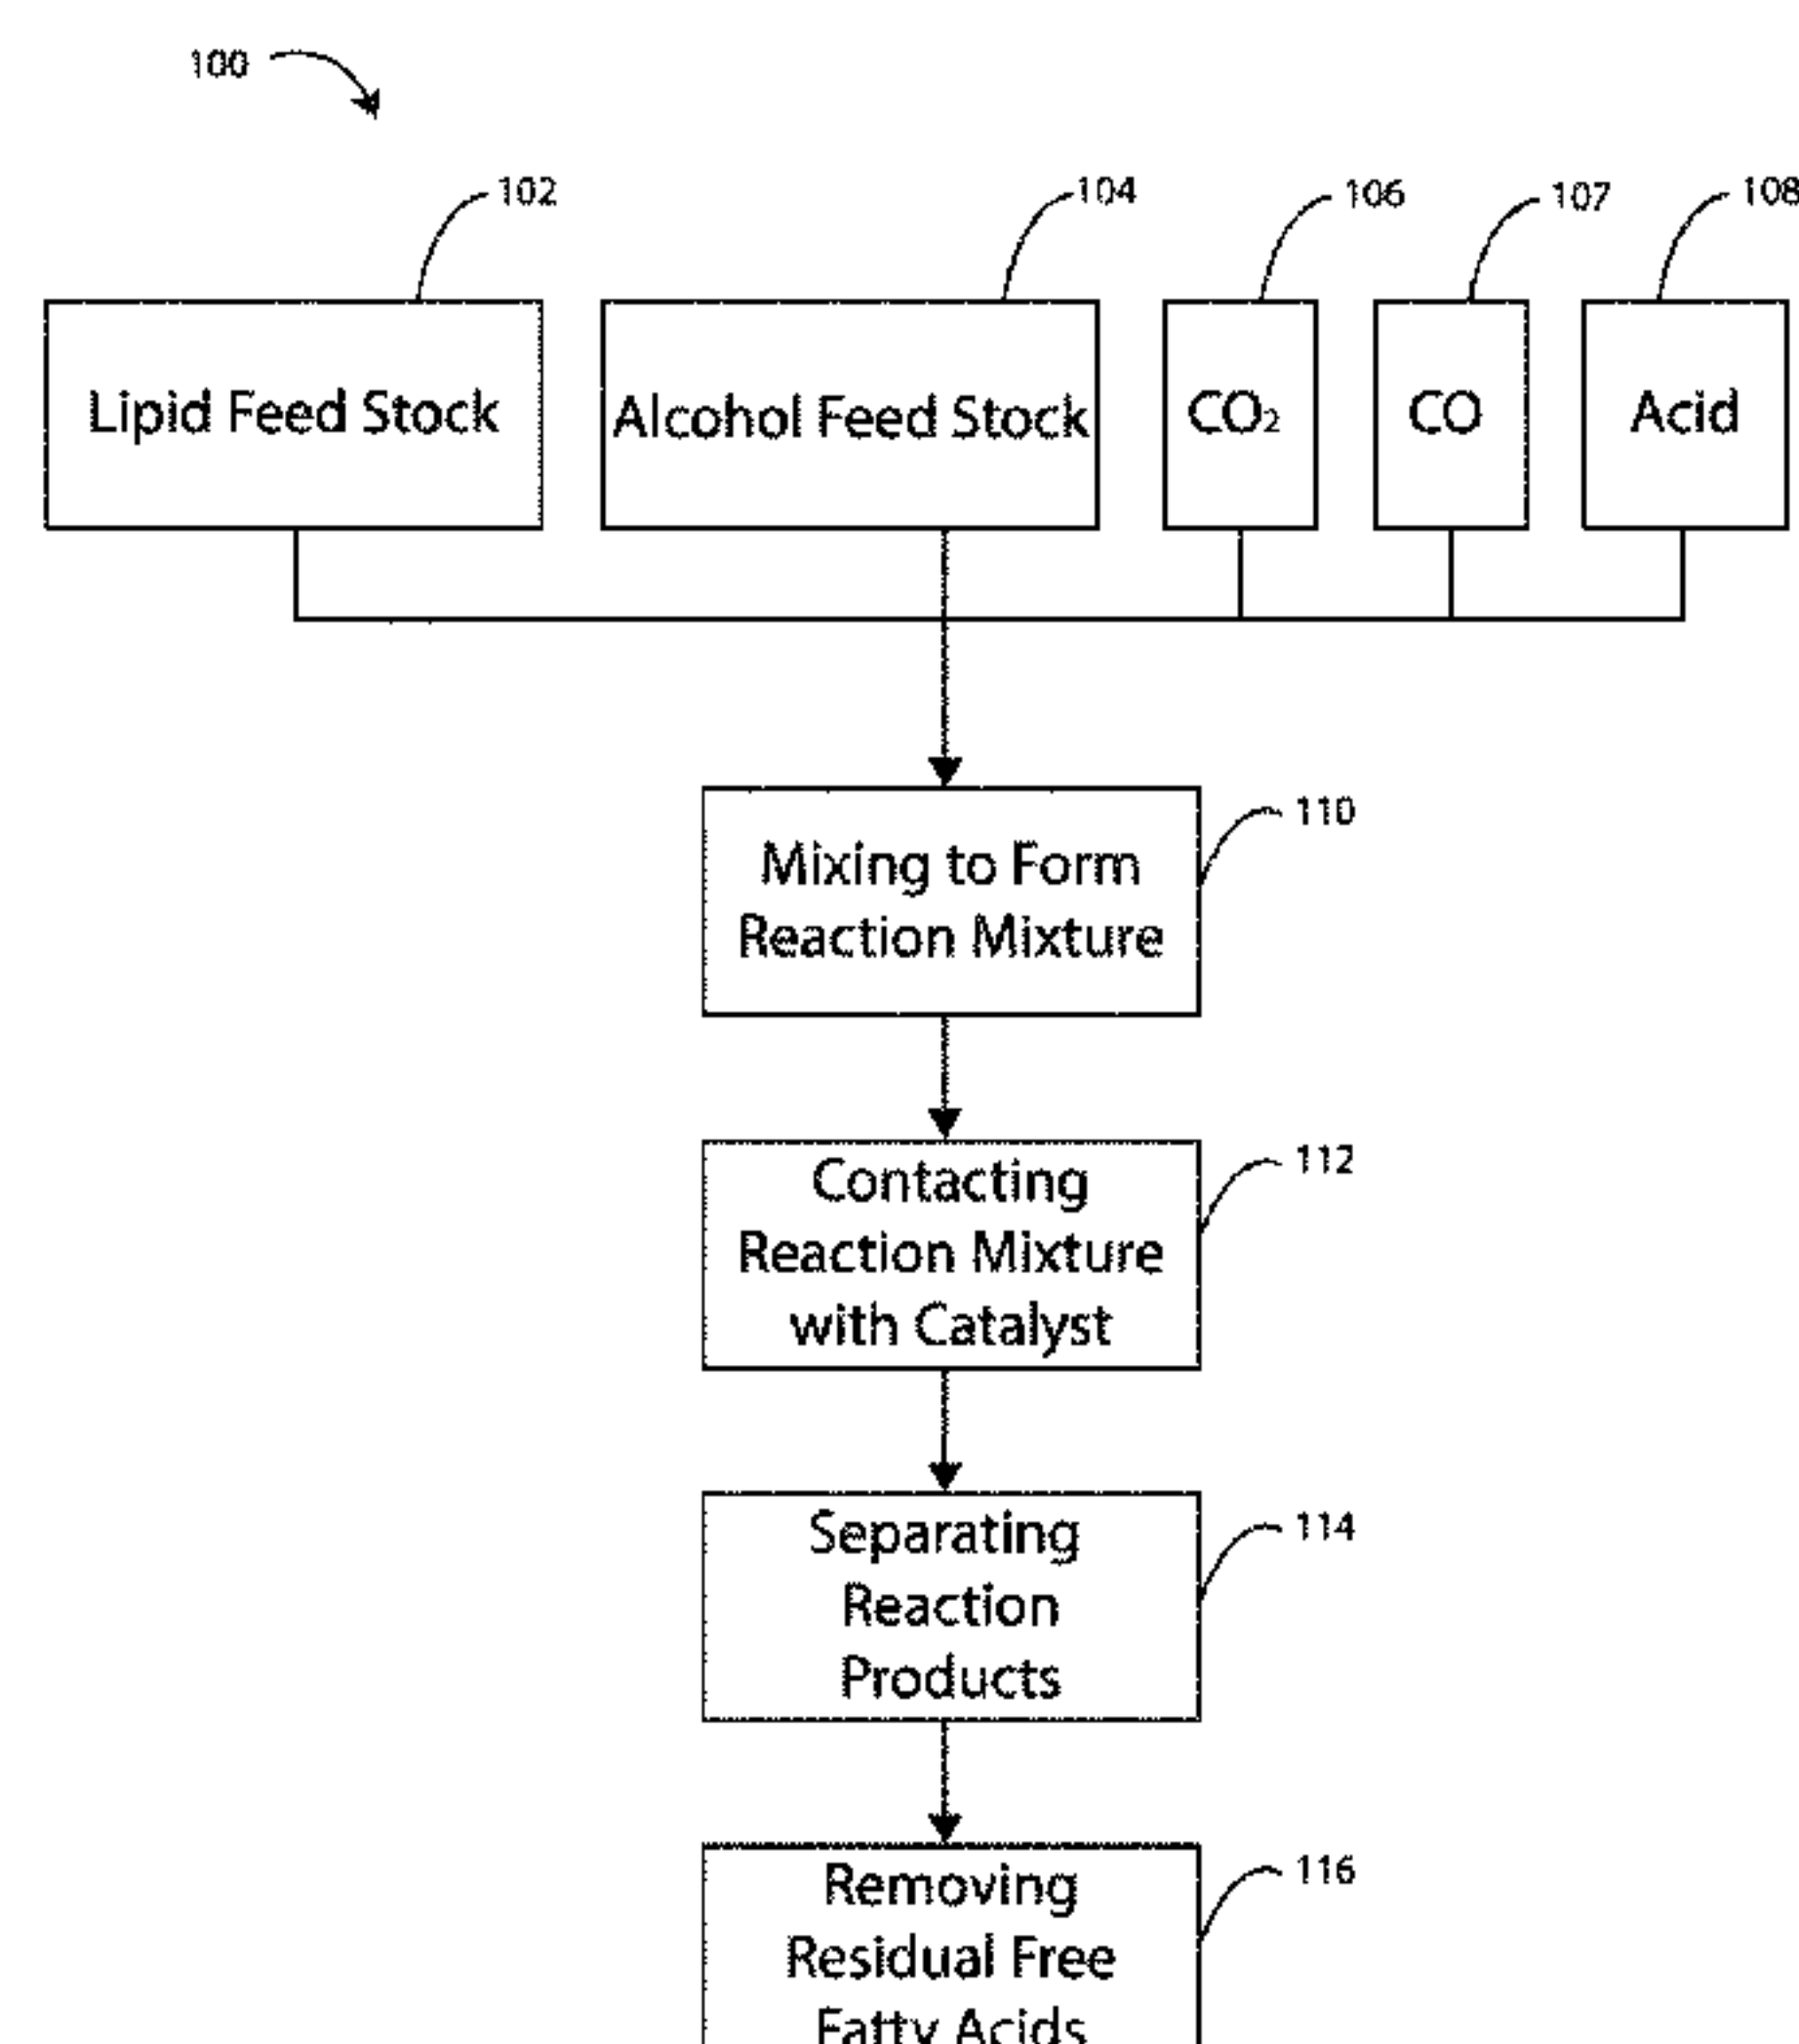 100
102
104
106
107
108
Lipid Feed Stock
Alcohol Feed Stock
CO₂
CO
Acid
110
Mixing to Form
Reaction Mixture
112
Contacting
Reaction Mixture
with Catalyst
114
Separating
Reaction
Products
116
Removing
Residual Free
Fatty Acids